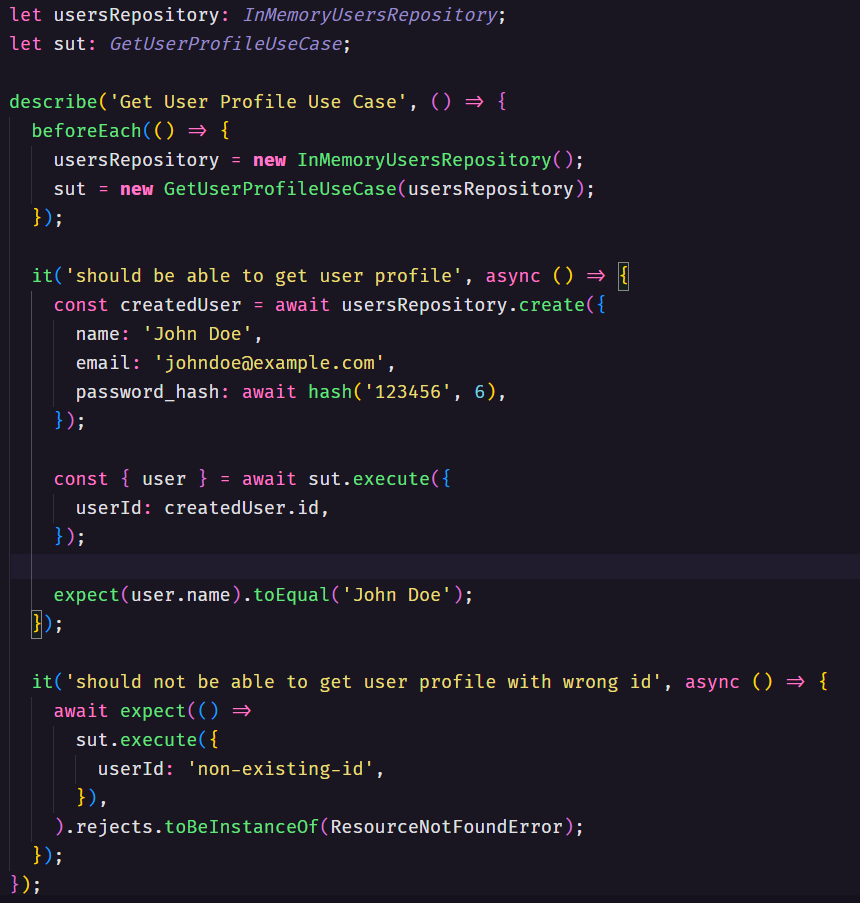 let usersRepository: InMemoryUsersRepository;
let sut: GetUserProfileUseCase;

describe('Get User Profile Use Case', () => {
  beforeEach(() => {
    usersRepository = new InMemoryUsersRepository();
    sut = new GetUserProfileUseCase(usersRepository);
  });

  it('should be able to get user profile', async () => {
    const createdUser = await usersRepository.create({
      name: 'John Doe',
      email: 'johndoe@example.com',
      password_hash: await hash('123456', 6),
    });

    const { user } = await sut.execute({
      userId: createdUser.id,
    });

    expect(user.name).toEqual('John Doe');
  });

  it('should not be able to get user profile with wrong id', async () => {
    await expect(() =>
      sut.execute({
        userId: 'non-existing-id',
      }),
    ).rejects.toBeInstanceOf(ResourceNotFoundError);
  });
});